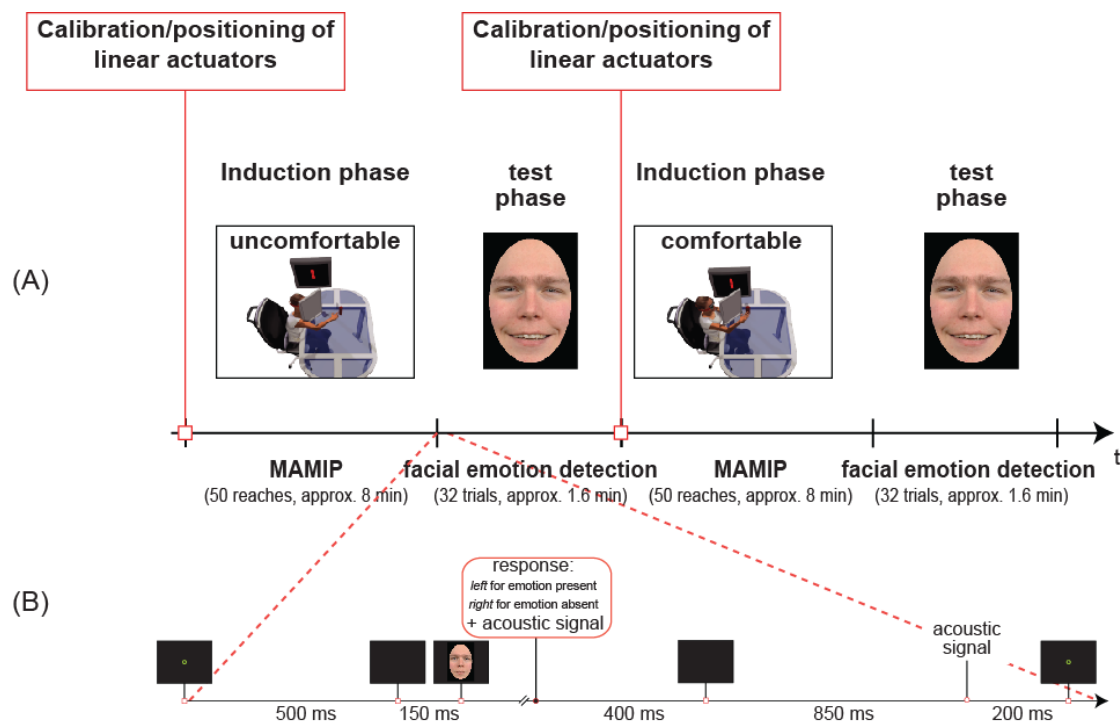 Calibration/positioning of
linear actuators
Calibration/positioning of
linear actuators
Induction phase
test
phase
Induction phase
test
phase
uncomfortable
comfortable
(A)
t
MAMIP
(50 reaches, approx. 8 min)
facial emotion detection
(32 trials, approx. 1.6 min)
MAMIP
(50 reaches, approx. 8 min)
facial emotion detection
(32 trials, approx. 1.6 min)
(B)
response:
left for emotion present
right for emotion absent
+ acoustic signal
acoustic
signal
500 ms
150 ms
400 ms
850 ms
200 ms